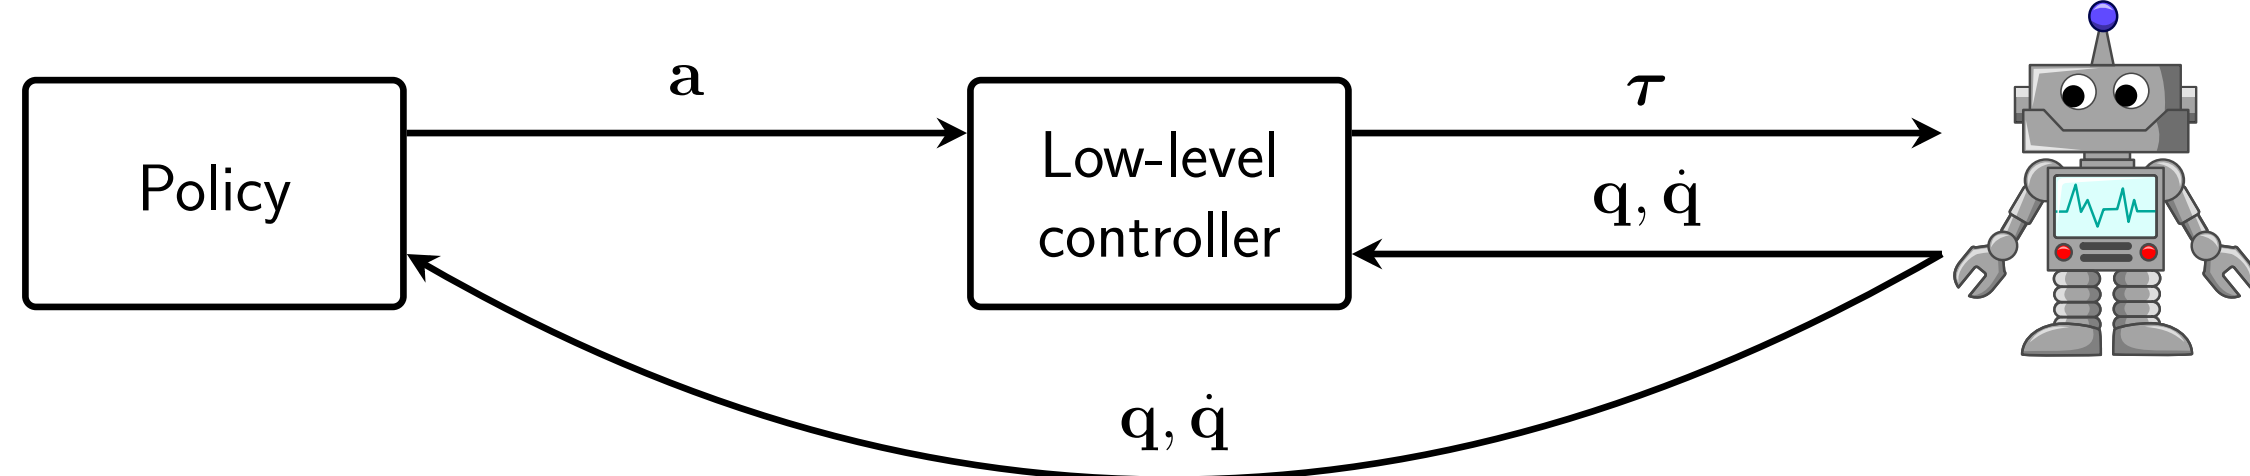 a
τ
Policy
Low-level
controller
q, q̇
q, q̇